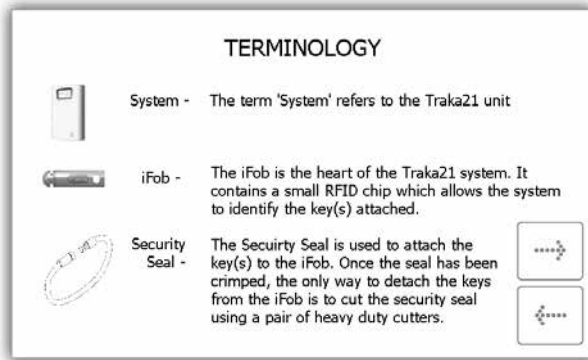 TERMINOLOGY
System - The term 'System' refers to the Traka21 unit
iFob - The iFob is the heart of the Traka21 system. It
contains a small RFID chip which allows the system
to identify the key(s) attached.
Security The Secuirty Seal is used to attach the
Seal - key(s) to the iFob. Once the seal has been
crimped, the only way to detach the keys
from the iFob is to cut the security seal
using a pair of heavy duty cutters.